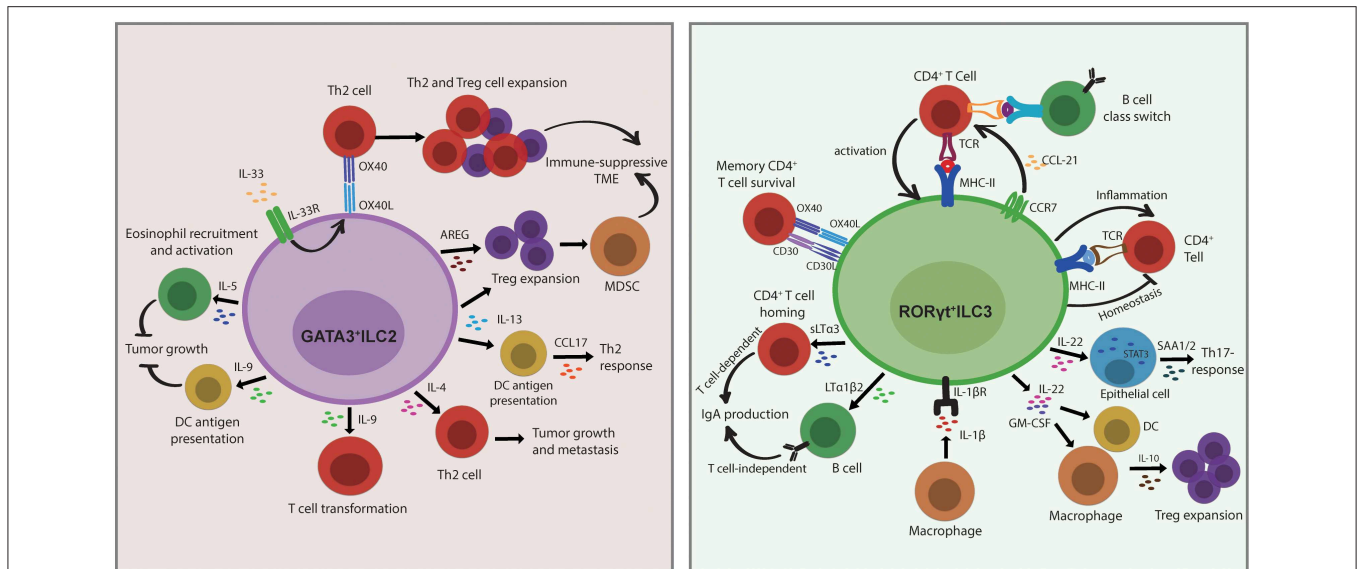 Th2 cell
Th2 and Treg cell expansion
OX40
OX40L
IL-33
IL-33R
Immune-suppressive
TME
Eosinophil recruitment
and activation
AREG
Treg expansion
MDSC
IL-5
GATA3⁺ILC2
IL-13
CCL17
Th2
response
Tumor growth
IL-9
DC antigen
presentation
IL-4
DC antigen
presentation
IL-9
Th2 cell
Tumor growth
and metastasis
T cell transformation
CD4⁺ T Cell
B cell
class switch
activation
TCR
CCL-21
MHC-II
Memory CD4⁺
T cell survival
OX40
OX40L
CD30
CD30L
CCR7
Inflammation
TCR
CD4⁺
Tell
MHC-II
Homeostasis
CD4⁺ T cell
homing
RORγt⁺ILC3
sLTα3
T cell-dependent
IL-22
STAT3
SAA1/2
Th17-
response
Epithelial cell
LTα1β2
IL-1βR
IL-22
IgA production
GM-CSF
DC
IL-1β
T cell-independent
B cell
IL-10
Macrophage
Macrophage
Treg expansion